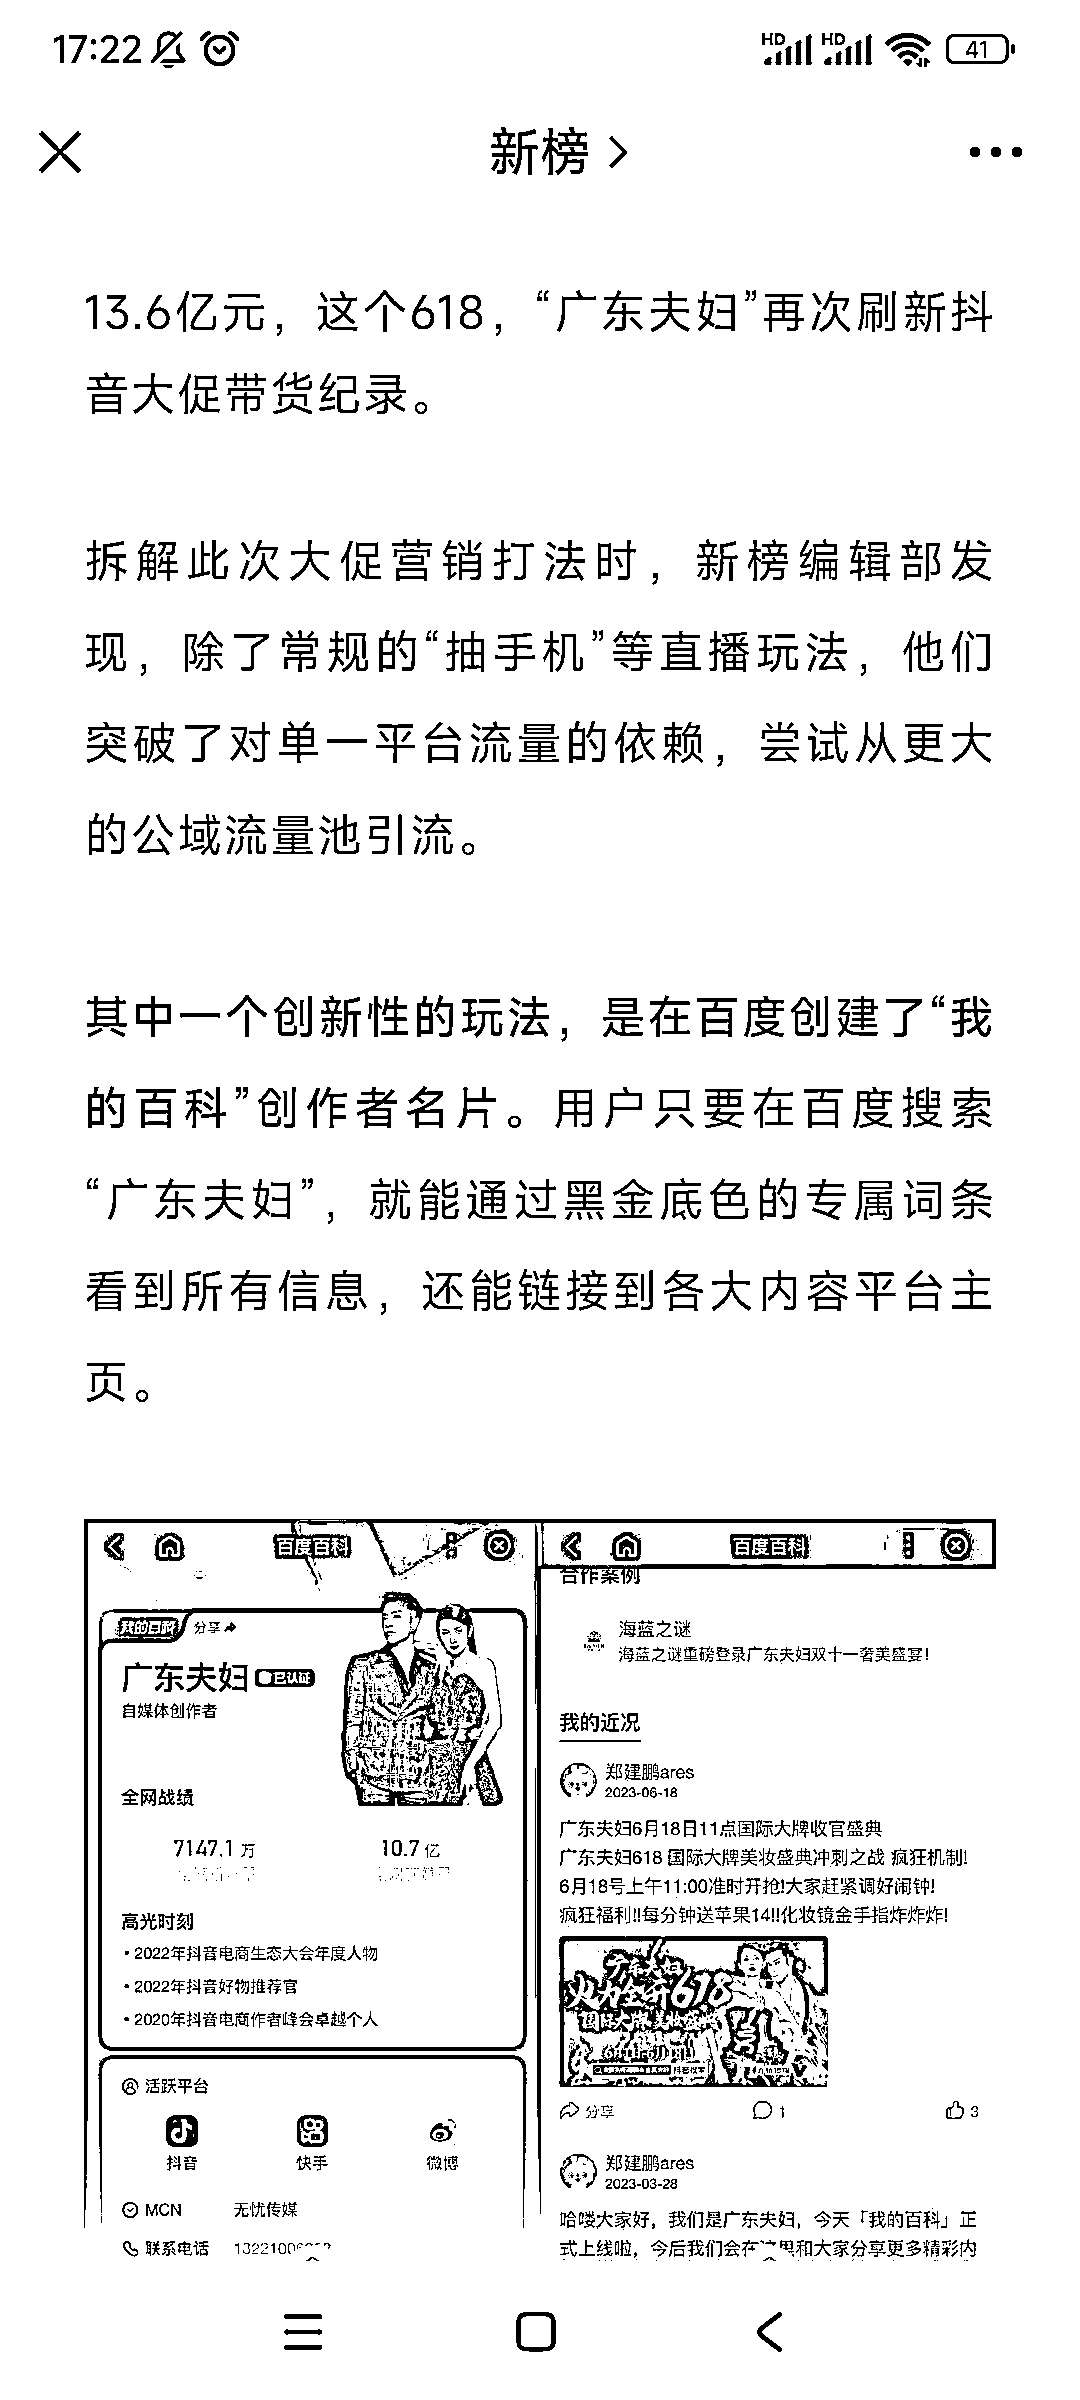 17:22
HD HD 41
新榜
13.6亿元，这个618，“广东夫妇”再次刷新抖
音大促带货纪录。
拆解此次大促营销打法时，新榜编辑部发
现，除了常规的“抽手机”等直播玩法，他们
突破了对单一平台流量的依赖，尝试从更大
的公域流量池引流。
其中一个创新性的玩法，是在百度创建了“我
的百科”创作者名片。用户只要在百度搜索
“广东夫妇”，就能通过黑金底色的专属词条
看到所有信息，还能链接到各大内容平台主
页。
百度百科
我的百科 分享
广东夫妇 已认证
自媒体创作者
全网战绩
7147.1 万 10.7 亿
高光时刻
•2022年抖音电商生态大会年度人物
•2022年抖音好物推荐官
•2020年抖音电商作者峰会卓越个人
活跃平台
抖音 快手 微博
MCN 无忧传媒
联系电话
百度百科
合作案例
海蓝之谜
海蓝之谜重磅登录广东夫妇双十一奢美盛宴!
我的近况
郑建鹏ares
2023-06-18
广东夫妇6月18日11点国际大牌收官盛典
广东夫妇618 国际大牌美妆盛典冲刺之战 疯狂机制!
6月18号上午11:00准时开抢!大家赶紧调好闹钟!
疯狂福利!!每分钟送苹果14!!化妆镜金手指炸炸炸!
广东夫妇
火力全开618
分享 1 3
郑建鹏ares
2023-03-28
哈喽大家好，我们是广东夫妇，今天「我的百科」正
式上线啦，今后我们会在这里和大家分享更多精彩内